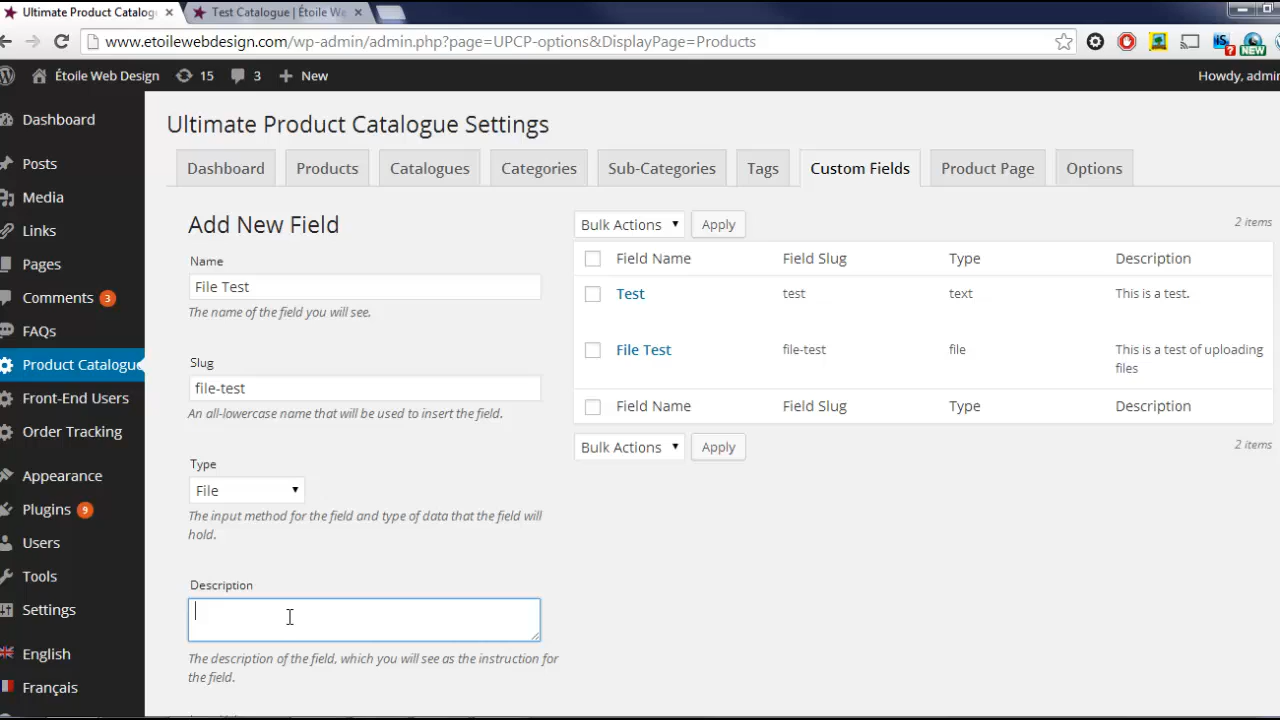 Ultimate Product Catalog
Test Catalogue | Étoile We
www.etoilewebdesign.com/wp-admin/admin.php?page=UPCP-options&DisplayPage=Products
NEW
Étoile Web Design
15
3
New
Howdy, admin
Dashboard
Posts
Media
Links
Pages
Comments 3
FAQs
Product Catalogue
Front-End Users
Order Tracking
Appearance
Plugins 9
Users
Tools
Settings
English
Français
Ultimate Product Catalogue Settings
Dashboard
Products
Catalogues
Categories
Sub-Categories
Tags
Custom Fields
Product Page
Options
Add New Field
Name
File Test
The name of the field you will see.
Slug
file-test
An all-lowercase name that will be used to insert the field.
Type
File
The input method for the field and type of data that the field will
hold.
Description
The description of the field, which you will see as the instruction for
the field.
Bulk Actions
Apply
2 items
Field Name Field Slug Type Description
Test test text This is a test.
File Test file-test file This is a test of uploading
files
Field Name Field Slug Type Description
Bulk Actions
Apply
2 items